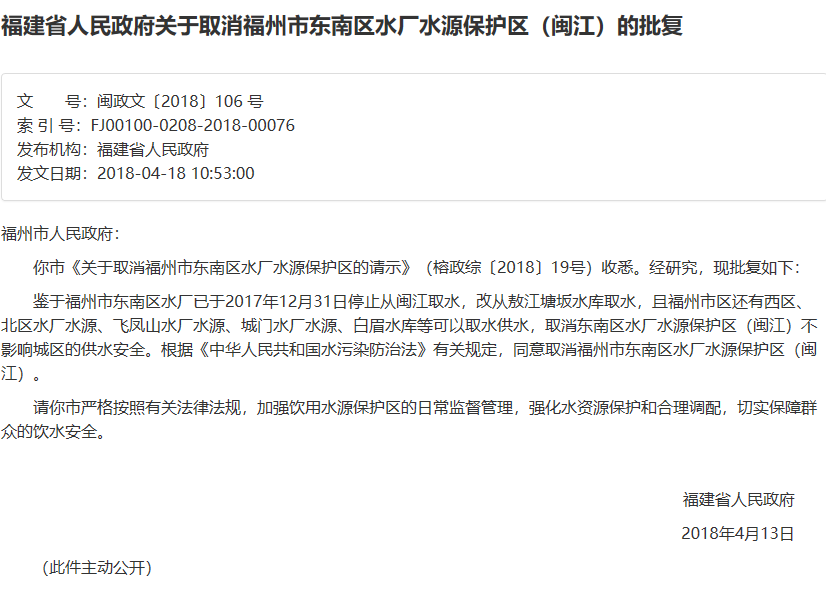 福建省人民政府关于取消福州市东南区水厂水源保护区（闽江）的批复
文　　号：闽政文〔2018〕106 号
索 引 号：FJ00100-0208-2018-00076
发布机构：福建省人民政府
发文日期：2018-04-18 10:53:00
福州市人民政府：
你市《关于取消福州市东南区水厂水源保护区的请示》（榕政综〔2018〕19号）收悉。经研究，现批复如下：
鉴于福州市东南区水厂已于2017年12月31日停止从闽江取水，改从敖江塘坂水库取水，且福州市区还有西区、
北区水厂水源、飞凤山水厂水源、城门水厂水源、白眉水库等可以取水供水，取消东南区水厂水源保护区（闽江）不
影响城区的供水安全。根据《中华人民共和国水污染防治法》有关规定，同意取消福州市东南区水厂水源保护区（闽
江）。
请你市严格按照有关法律法规，加强饮用水源保护区的日常监督管理，强化水资源保护和合理调配，切实保障群
众的饮水安全。
福建省人民政府
2018年4月13日
（此件主动公开）